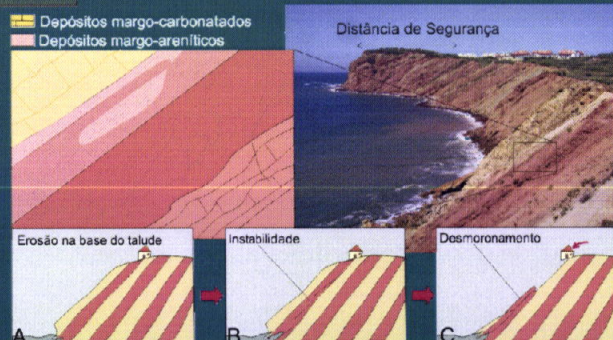 Depósitos margo-carbonatados
Depósitos margo-areníticos
Distância de Segurança
Erosão na base do talude
Instabilidade
Desmoronamento
A
B
C